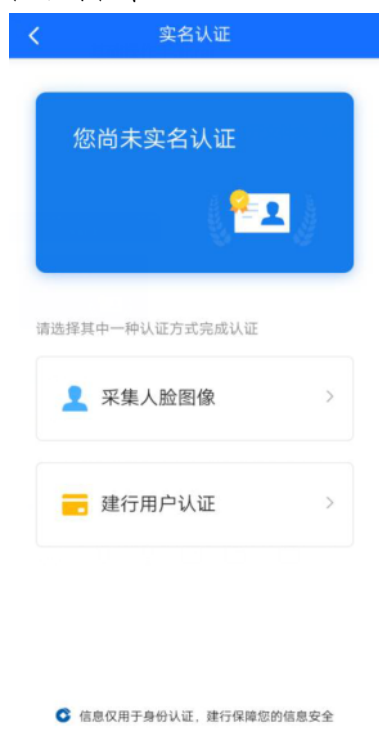 实名认证
您尚未实名认证
请选择其中一种认证方式完成认证
采集人脸图像
建行用户认证
信息仅用于身份认证，建行保障您的信息安全